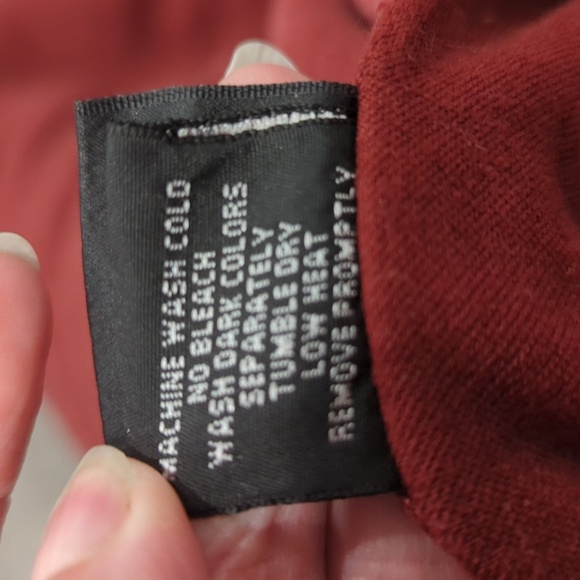 MACHINE WASH COLD
NO BLEACH
WASH DARK COLORS
SEPARATELY
TUMBLE DRY
LOW HEAT
REMOVE PROMPTLY